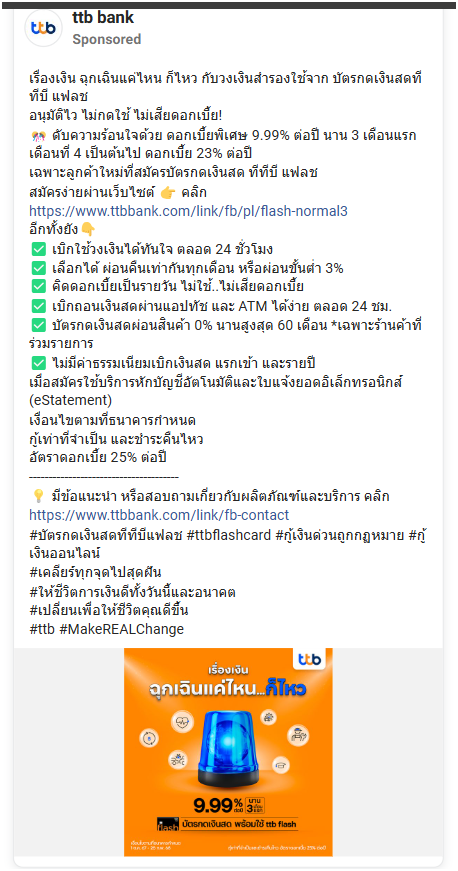 ttb bank
Sponsored
ttb
เรื่องเงิน ฉุกเฉินแค่ไหน ก็ไหว กับวงเงินสำรองใช้จาก บัตรกดเงินสดที
ทีบี แฟลช
อนุมัติไว ไม่กดใช้ ไม่เสียดอกเบี้ย!
🎊 ดับความร้อนใจด้วย ดอกเบี้ยพิเศษ 9.99% ต่อปี นาน 3 เดือนแรก
เดือนที่ 4 เป็นต้นไป ดอกเบี้ย 23% ต่อปี
เฉพาะลูกค้าใหม่ที่สมัครบัตรกดเงินสด ทีทีบี แฟลช
สมัครง่ายผ่านเว็บไซต์ 👉 คลิก
https://www.ttbbank.com/link/fb/pl/flash-normal3
อีกทั้งยัง👇
✅ เบิกใช้วงเงินได้ทันใจ ตลอด 24 ชั่วโมง
✅ เลือกได้ ผ่อนคืนเท่ากันทุกเดือน หรือผ่อนขั้นต่ำ 3%
✅ คิดดอกเบี้ยเป็นรายวัน ไม่ใช้..ไม่เสียดอกเบี้ย
✅ เบิกถอนเงินสดผ่านแอปทัช และ ATM ได้ง่าย ตลอด 24 ชม.
✅ บัตรกดเงินสดผ่อนสินค้า 0% นานสูงสุด 60 เดือน *เฉพาะร้านค้าที่
ร่วมรายการ
✅ ไม่มีค่าธรรมเนียมเบิกเงินสด แรกเข้า และรายปี
เมื่อสมัครใช้บริการหักบัญชีอัตโนมัติและใบแจ้งยอดอิเล็กทรอนิกส์
(eStatement)
เงื่อนไขตามที่ธนาคารกำหนด
กู้เท่าที่จำเป็น และชำระคืนไหว
อัตราดอกเบี้ย 25% ต่อปี
--------------------------------------
💡 มีข้อแนะนำ หรือสอบถามเกี่ยวกับผลิตภัณฑ์และบริการ คลิก
https://www.ttbbank.com/link/fb-contact
#บัตรกดเงินสดทีทีบีแฟลช #ttbflashcard #กู้เงินด่วนถูกกฎหมาย #กู้
เงินออนไลน์
#เคลียร์ทุกจุดไปสุดฝัน
#ให้ชีวิตการเงินดีทั้งวันนี้และอนาคต
#เปลี่ยนเพื่อให้ชีวิตคุณดีขึ้น
#ttb #MakeREALChange
ttb
เรื่องเงิน
ฉุกเฉินแค่ไหน...ก็ไหว
9.99% ต่อปี นาน 3 เดือนแรก
flash บัตรกดเงินสด พร้อมใช้ ttb flash